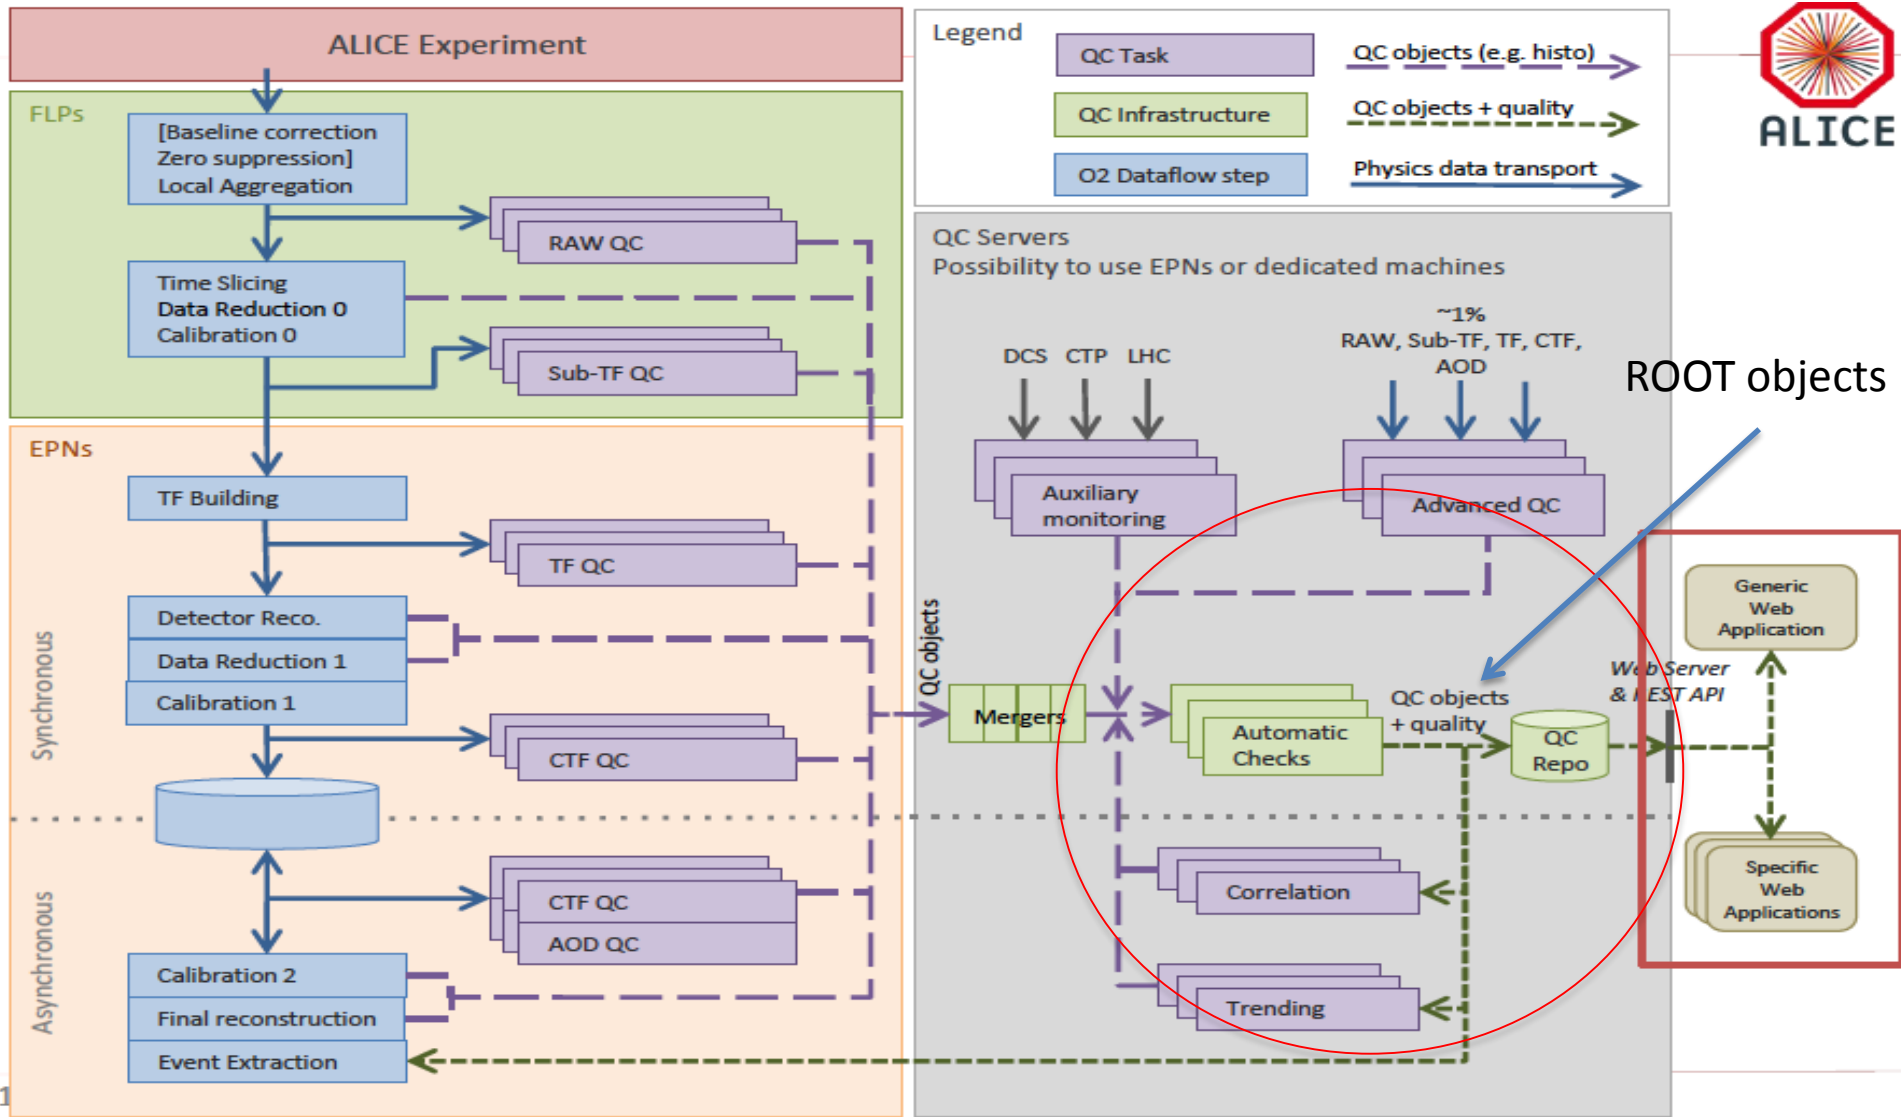 ALICE Experiment
FLPs
[Baseline correction
Zero suppression]
Local Aggregation
RAW QC
Time Slicing
Data Reduction 0
Calibration 0
Sub-TF QC
EPNs
TF Building
TF QC
Synchronous
Detector Reco.
Data Reduction 1
Calibration 1
CTF QC
Asynchronous
CTF QC
AOD QC
Calibration 2
Final reconstruction
Event Extraction
1
Legend
QC Task
QC objects (e.g. histo)
QC Infrastructure
QC objects + quality
O2 Dataflow step
Physics data transport
ALICE
QC Servers
Possibility to use EPNs or dedicated machines
DCS CTP LHC
~1%
RAW, Sub-TF, TF, CTF,
AOD
ROOT objects
Auxiliary
monitoring
Advanced QC
QC objects
Mergers
Automatic
Checks
QC objects
+ quality
QC
Repo
Web Server
& REST API
Generic
Web
Application
Specific
Web
Applications
Correlation
Trending